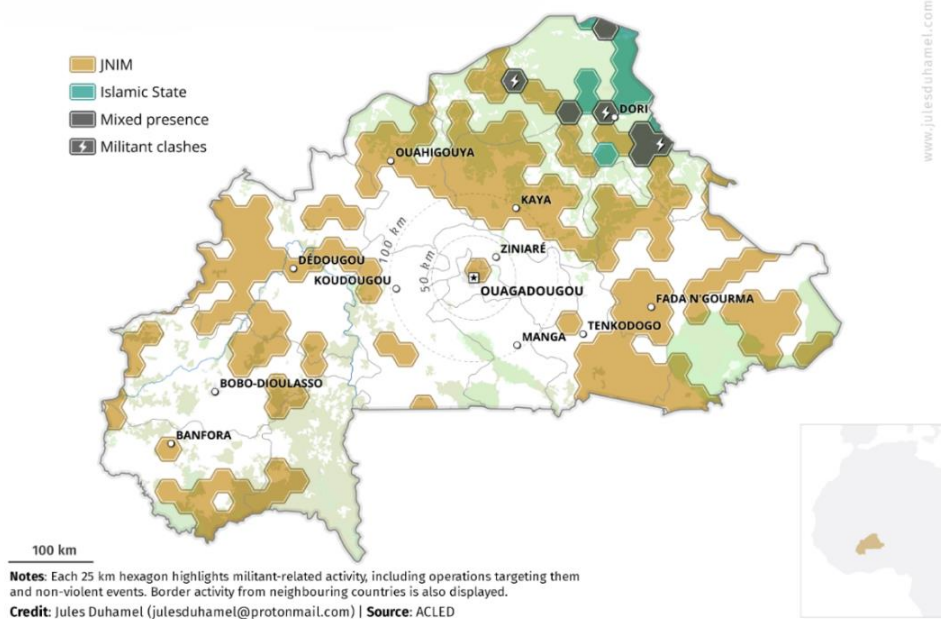 www.julesduhamel.com
JNIM
Islamic State
Mixed presence
Militant clashes
DORI
OUAHIGOUYA
KAYA
100 km
ZINIARÉ
50 km
DÉDOUGOU
KOUDOUGOU
OUAGADOUGOU
FADA N'GOURMA
MANGA
TENKODOGO
BOBO-DIOULASSO
BANFORA
100 km
Notes: Each 25 km hexagon highlights militant-related activity, including operations targeting them
and non-violent events. Border activity from neighbouring countries is also displayed.
Credit: Jules Duhamel (julesduhamel@protonmail.com) | Source: ACLED